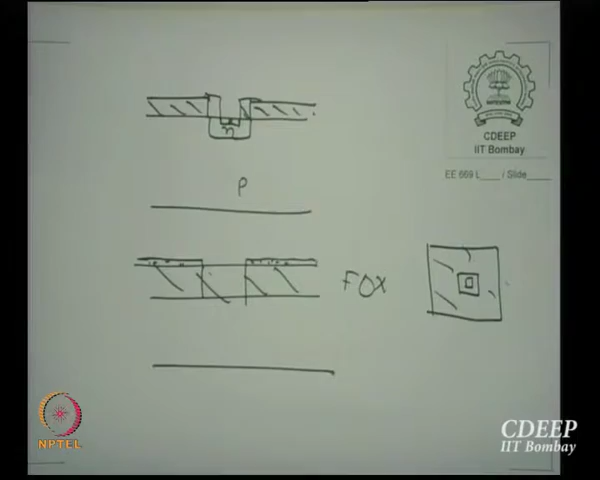 CDEEP
IIT Bombay
EE 669 L____ / Slide____
n
P
FOX
NPTEL
CDEEP
IIT Bombay